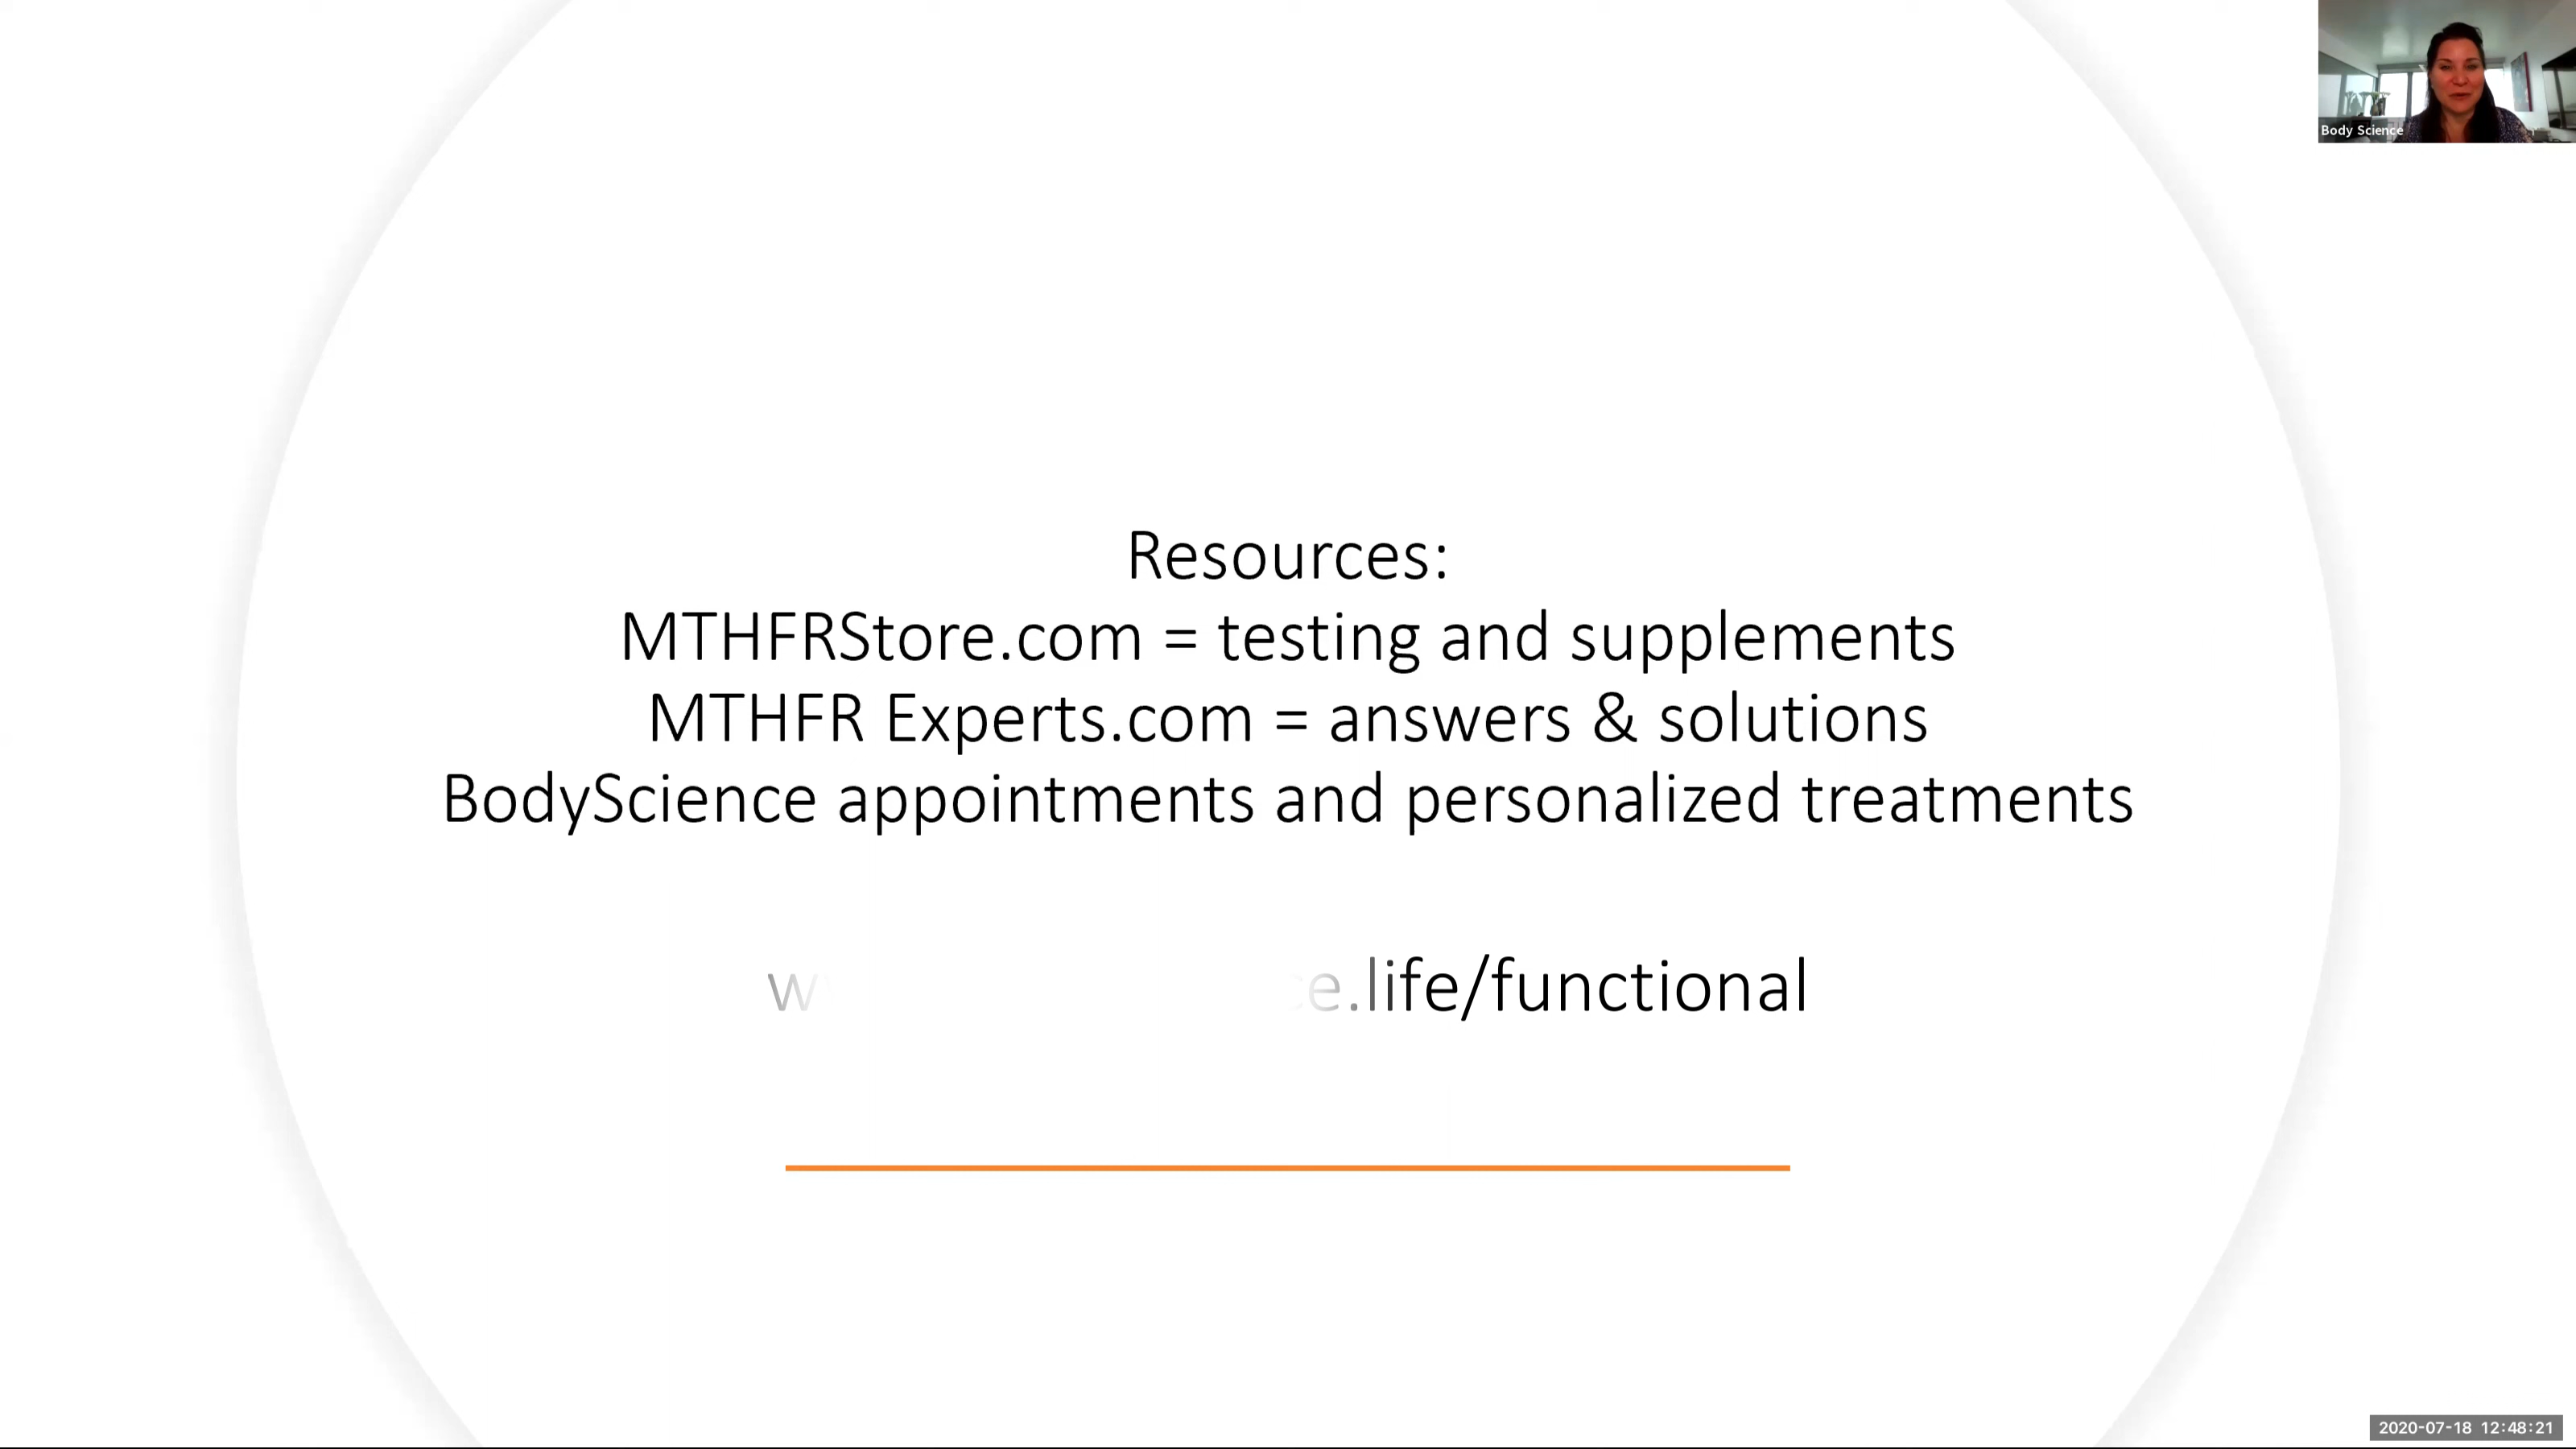 Body Science
Resources:
MTHFRStore.com = testing and supplements
MTHFR Experts.com = answers & solutions
BodyScience appointments and personalized treatments
e.life/functional
2020-07-18 12:48:21